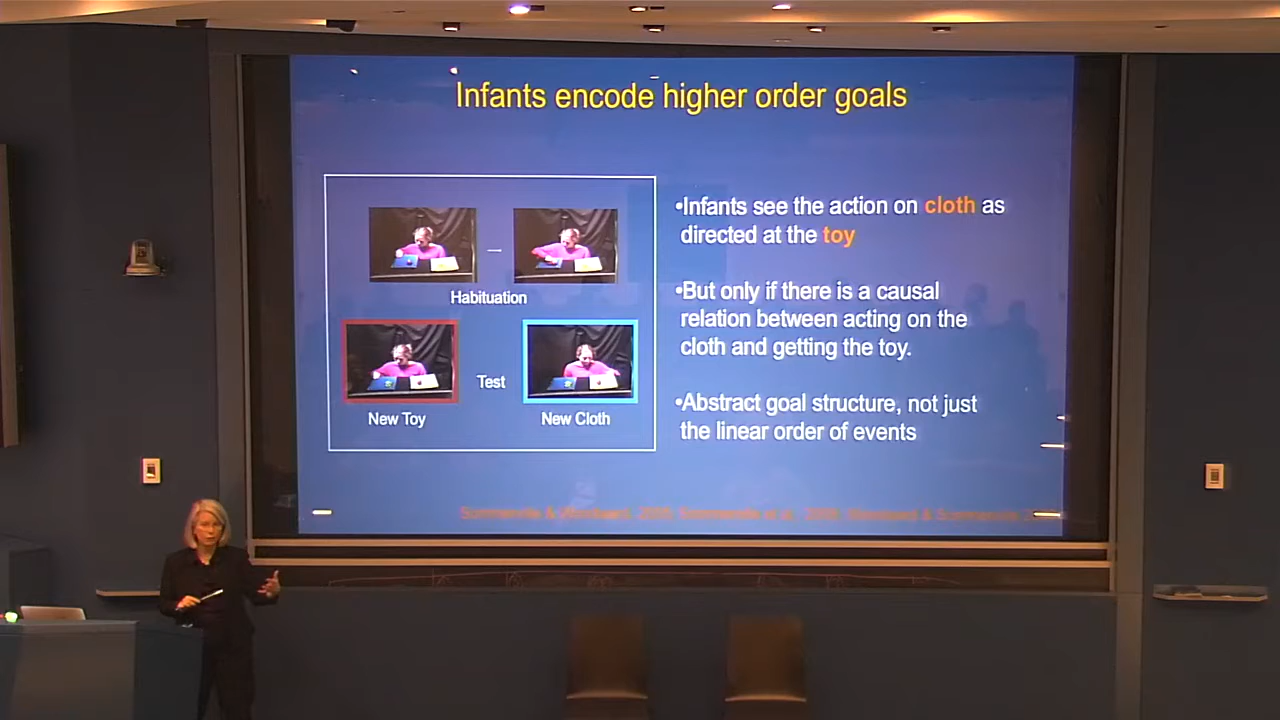 Infants encode higher order goals
•Infants see the action on cloth as
directed at the toy
Habituation
•But only if there is a causal
relation between acting on the
cloth and getting the toy.
Test
New Toy
New Cloth
•Abstract goal structure, not just
the linear order of events